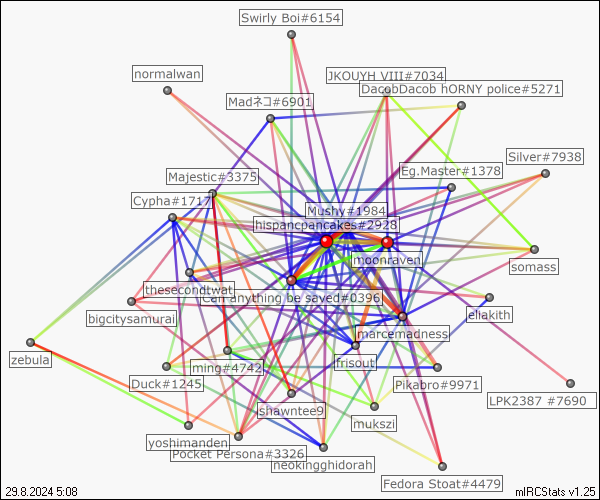 Swirly Boi#6154
normalwan
JKOUYH VIII#7034
DacobDacob hORNY police#5271
Madネコ#6901
Silver#7938
Eg.Master#1378
Majestic#3375
Cypha#1717
Mushy#1984
hispancpancakes#2928
moonraven
somass
thesecondtwat
Can anything be saved#0396
eliakith
bigcitysamurai
marcemadness
zebula
frisout
ming#4742
Duck#1245
Pikabro#9971
LPK2387 #7690
shawntee9
mukszi
yoshimanden
Pocket Persona#3326
neokingghidorah
Fedora Stoat#4479
29.8.2024 5:08
mIRCStats v1.25